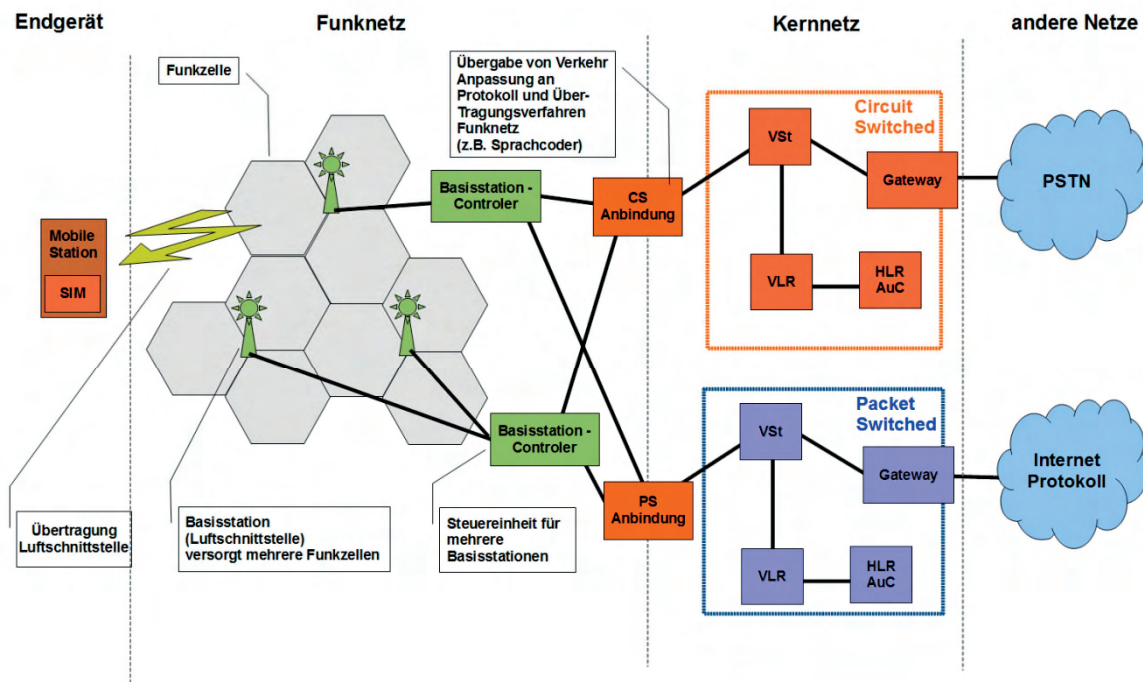 Endgerät
Funknetz
Kernnetz
andere Netze
Funkzelle
Übergabe von Verkehr
Anpassung an
Protokoll und Über-
Tragungsverfahren
Funknetz
(z.B. Sprachcoder)
Circuit
Switched
VSt
Gateway
PSTN
Basisstation -
Controler
CS
Anbindung
Mobile
Station
SIM
VLR
HLR
AuC
Packet
Switched
VSt
Gateway
Internet
Protokoll
Basisstation -
Controler
PS
Anbindung
Übertragung
Luftschnittstelle
Basisstation
(Luftschnittstelle)
versorgt mehrere Funkzellen
Steuereinheit für
mehrere
Basisstationen
VLR
HLR
AuC